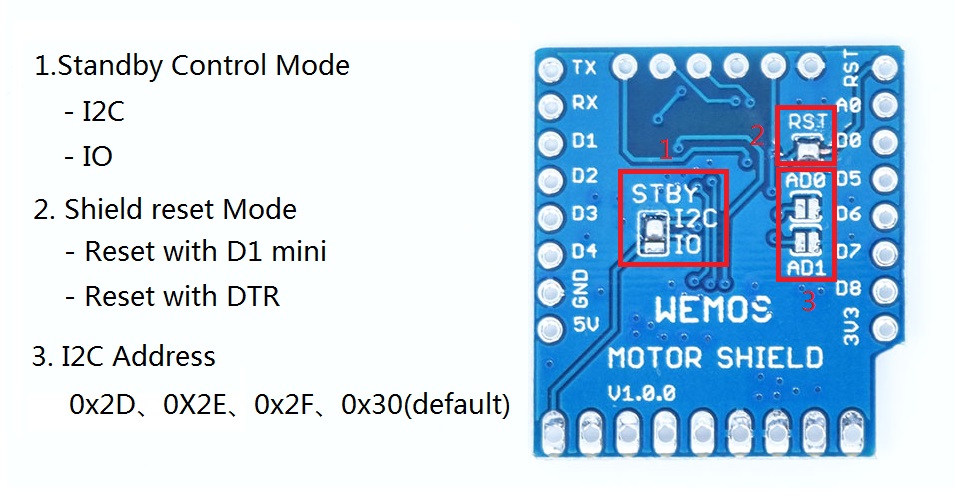 1.Standby Control Mode
- I2C
- IO
2. Shield reset Mode
- Reset with D1 mini
- Reset with DTR
3. I2C Address
0x2D、0X2E、0x2F、0x30(default)
TX
RX
D1
D2
D3
D4
GND
5V
RST
A0
D0
D5
D6
D7
D8
3V3
1
STBY
I2C
IO
2
RST
AD0
AD1
3
WEMOS
MOTOR SHIELD
V1.0.0